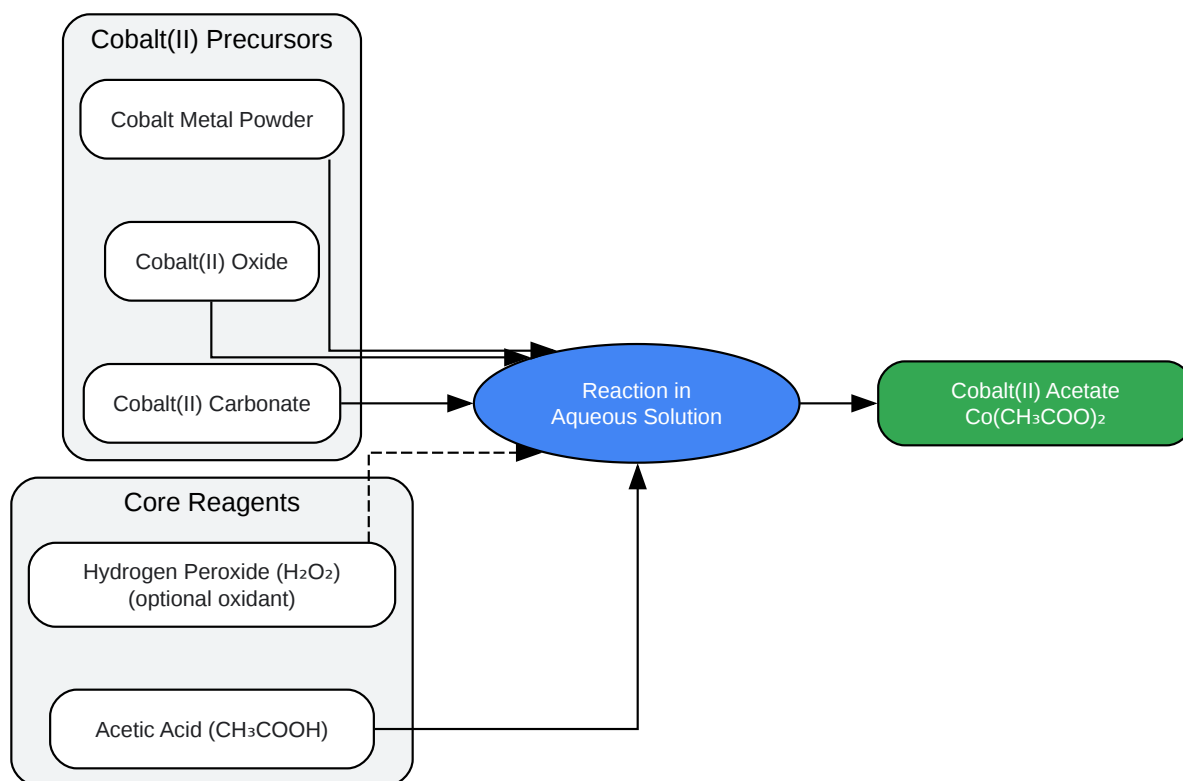 Cobalt(II) Precursors
Cobalt Metal Powder
Cobalt(II) Oxide
Cobalt(II) Carbonate
Reaction in
Aqueous Solution
Cobalt(II) Acetate
Co(CH₃COO)₂
Core Reagents
Hydrogen Peroxide (H₂O₂)
(optional oxidant)
Acetic Acid (CH₃COOH)